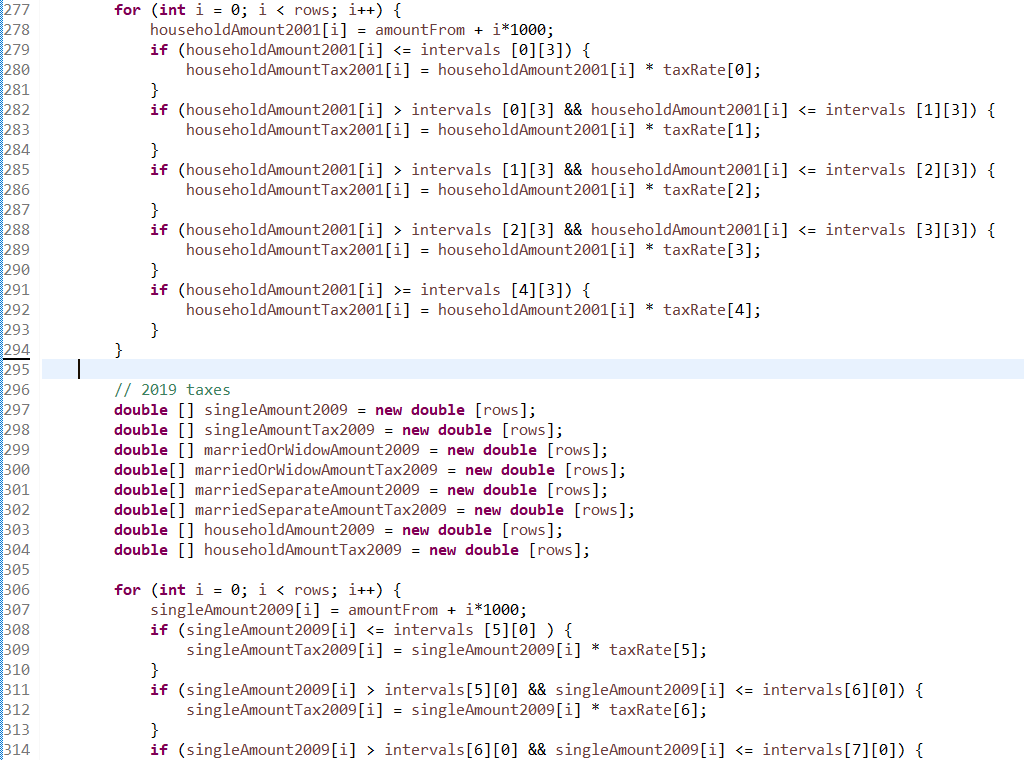 277 for (int i = 0; i < rows; i++) {
278 householdAmount2001[i] = amountFrom + i*1000;
279 if (householdAmount2001[i] <= intervals [0][3]) {
280 householdAmountTax2001[i] = householdAmount2001[i] * taxRate[0];
281 }
282 if (householdAmount2001[i] > intervals [0][3] && householdAmount2001[i] <= intervals [1][3]) {
283 householdAmountTax2001[i] = householdAmount2001[i] * taxRate[1];
284 }
285 if (householdAmount2001[i] > intervals [1][3] && householdAmount2001[i] <= intervals [2][3]) {
286 householdAmountTax2001[i] = householdAmount2001[i] * taxRate[2];
287 }
288 if (householdAmount2001[i] > intervals [2][3] && householdAmount2001[i] <= intervals [3][3]) {
289 householdAmountTax2001[i] = householdAmount2001[i] * taxRate[3];
290 }
291 if (householdAmount2001[i] >= intervals [4][3]) {
292 householdAmountTax2001[i] = householdAmount2001[i] * taxRate[4];
293 }
294 }
295
296 // 2019 taxes
297 double [] singleAmount2009 = new double [rows];
298 double [] singleAmountTax2009 = new double [rows];
299 double [] marriedOrWidowAmount2009 = new double [rows];
300 double[] marriedOrWidowAmountTax2009 = new double [rows];
301 double[] marriedSeparateAmount2009 = new double [rows];
302 double[] marriedSeparateAmountTax2009 = new double [rows];
303 double [] householdAmount2009 = new double [rows];
304 double [] householdAmountTax2009 = new double [rows];
305
306 for (int i = 0; i < rows; i++) {
307 singleAmount2009[i] = amountFrom + i*1000;
308 if (singleAmount2009[i] <= intervals [5][0] ) {
309 singleAmountTax2009[i] = singleAmount2009[i] * taxRate[5];
310 }
311 if (singleAmount2009[i] > intervals[5][0] && singleAmount2009[i] <= intervals[6][0]) {
312 singleAmountTax2009[i] = singleAmount2009[i] * taxRate[6];
313 }
314 if (singleAmount2009[i] > intervals[6][0] && singleAmount2009[i] <= intervals[7][0]) {